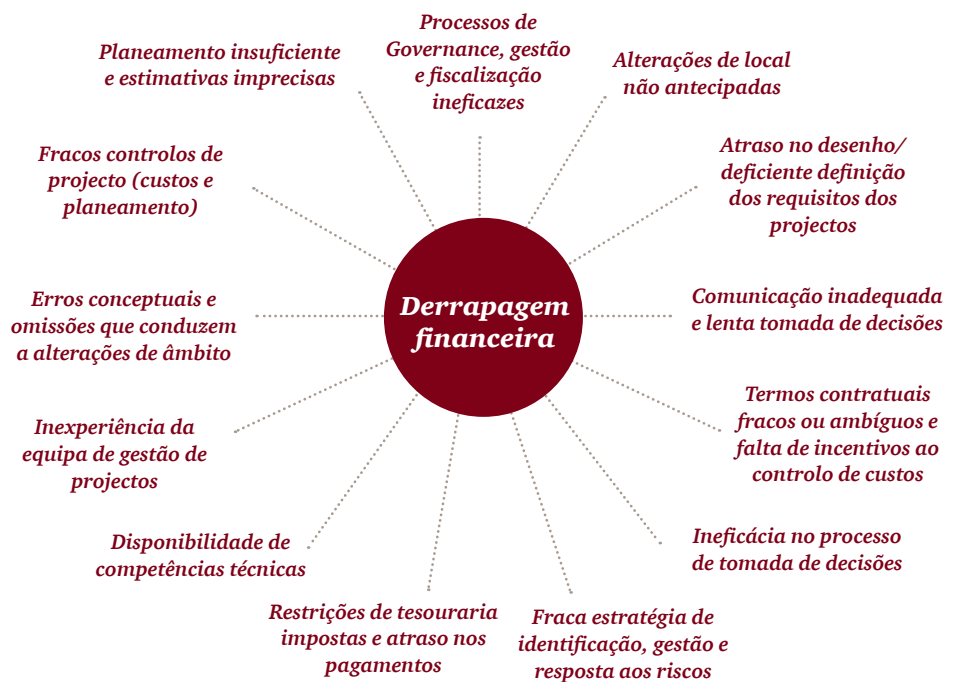 Processos de
Governance, gestão
e fiscalização
ineficazes
Alterações de local
não antecipadas
Atraso no desenho/
deficiente definição
dos requisitos dos
projectos
Comunicação inadequada
e lenta tomada de decisões
Termos contratuais
fracos ou ambíguos e
falta de incentivos ao
controlo de custos
Ineficácia no processo
de tomada de decisões
Fraca estratégia de
identificação, gestão e
resposta aos riscos
Restrições de tesouraria
impostas e atraso nos
pagamentos
Disponibilidade de
competências técnicas
Inexperiência da
equipa de gestão de
projectos
Erros conceptuais e
omissões que conduzem
a alterações de âmbito
Fracos controlos de
projecto (custos e
planeamento)
Planeamento insuficiente
e estimativas imprecisas
Derrapagem
financeira